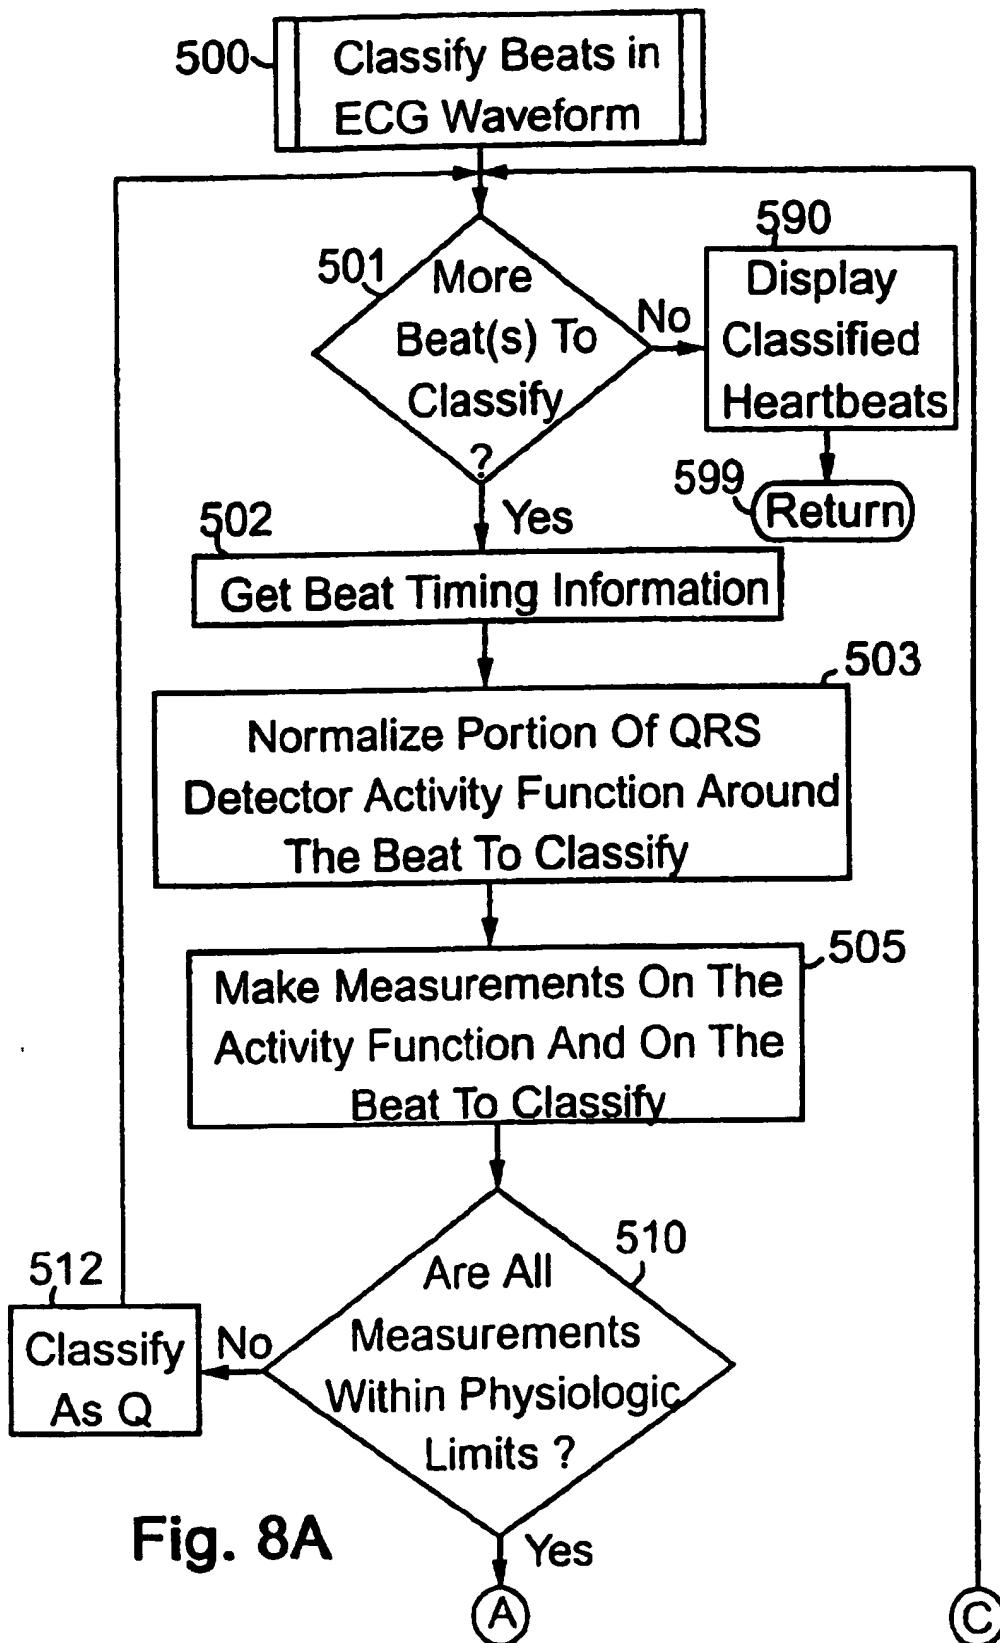 500
Classify Beats in
ECG Waveform
501
More
Beat(s) To
Classify
?
No
590
Display
Classified
Heartbeats
599
Return
Yes
502
Get Beat Timing Information
503
Normalize Portion Of QRS
Detector Activity Function Around
The Beat To Classify
505
Make Measurements On The
Activity Function And On The
Beat To Classify
510
Are All
Measurements
Within Physiologic
Limits ?
No
512
Classify
As Q
Yes
Fig. 8A
A
C